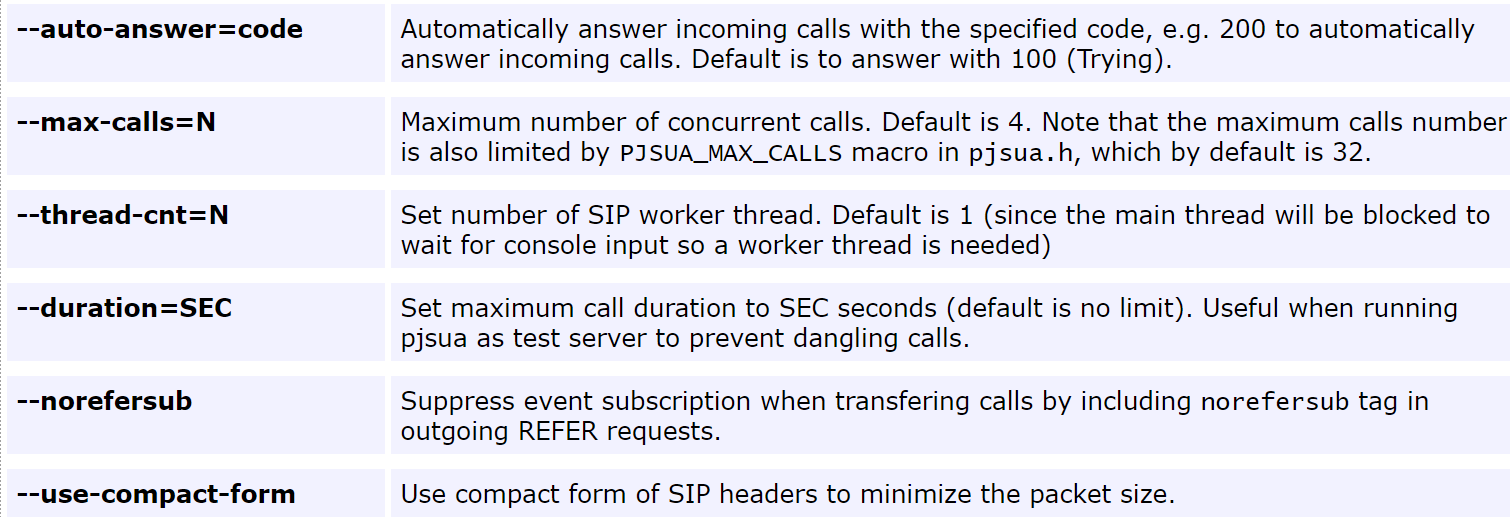 --auto-answer=code
Automatically answer incoming calls with the specified code, e.g. 200 to automatically
answer incoming calls. Default is to answer with 100 (Trying).
--max-calls=N
Maximum number of concurrent calls. Default is 4. Note that the maximum calls number
is also limited by PJSUA_MAX_CALLS macro in pjsua.h, which by default is 32.
--thread-cnt=N
Set number of SIP worker thread. Default is 1 (since the main thread will be blocked to
wait for console input so a worker thread is needed)
--duration=SEC
Set maximum call duration to SEC seconds (default is no limit). Useful when running
pjsua as test server to prevent dangling calls.
--norefersub
Suppress event subscription when transfering calls by including norefersub tag in
outgoing REFER requests.
--use-compact-form
Use compact form of SIP headers to minimize the packet size.